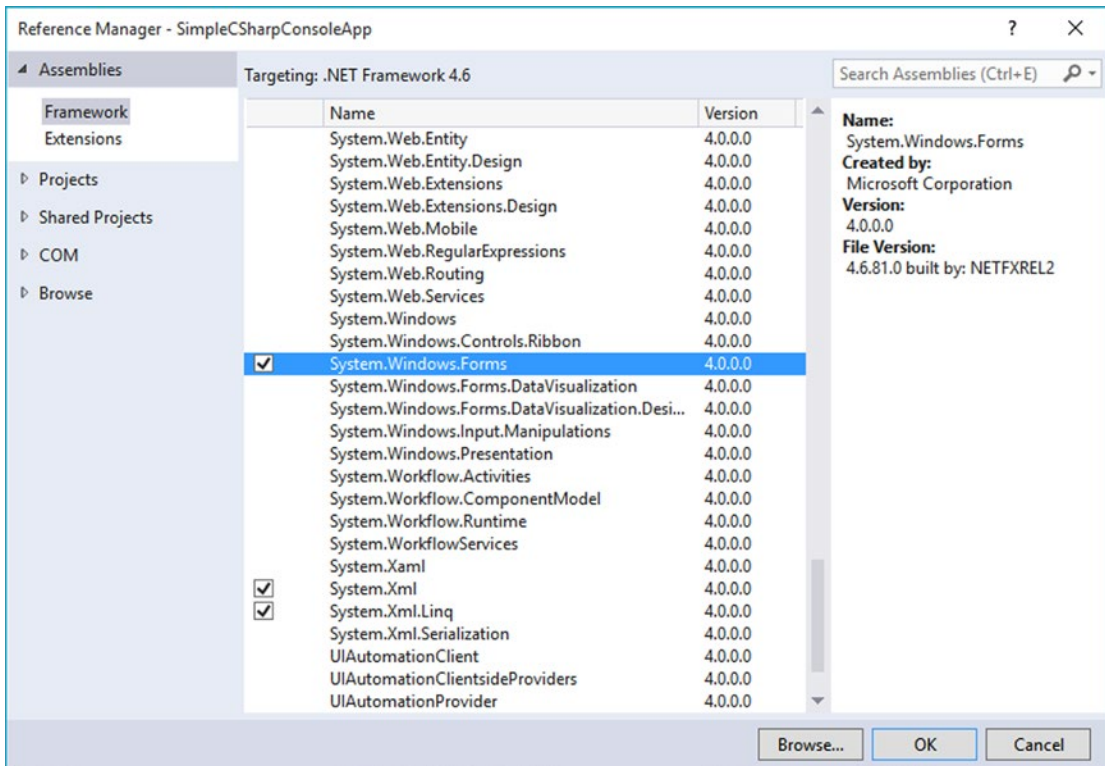 Reference Manager - SimpleCSharpConsoleApp ?
Assemblies
Framework
Extensions
Projects
Shared Projects
COM
Browse
Targeting: .NET Framework 4.6
Name Version
System.Web.Entity 4.0.0.0
System.Web.Entity.Design 4.0.0.0
System.Web.Extensions 4.0.0.0
System.Web.Extensions.Design 4.0.0.0
System.Web.Mobile 4.0.0.0
System.Web.RegularExpressions 4.0.0.0
System.Web.Routing 4.0.0.0
System.Web.Services 4.0.0.0
System.Windows 4.0.0.0
System.Windows.Controls.Ribbon 4.0.0.0
System.Windows.Forms 4.0.0.0
System.Windows.Forms.DataVisualization 4.0.0.0
System.Windows.Forms.DataVisualization.Desi... 4.0.0.0
System.Windows.Input.Manipulations 4.0.0.0
System.Windows.Presentation 4.0.0.0
System.Workflow.Activities 4.0.0.0
System.Workflow.ComponentModel 4.0.0.0
System.Workflow.Runtime 4.0.0.0
System.WorkflowServices 4.0.0.0
System.Xaml 4.0.0.0
System.Xml 4.0.0.0
System.Xml.Linq 4.0.0.0
System.Xml.Serialization 4.0.0.0
UIAutomationClient 4.0.0.0
UIAutomationClientsideProviders 4.0.0.0
UIAutomationProvider 4.0.0.0
Search Assemblies (Ctrl+E)
Name:
System.Windows.Forms
Created by:
Microsoft Corporation
Version:
4.0.0.0
File Version:
4.6.81.0 built by: NETFXREL2
Browse... OK Cancel